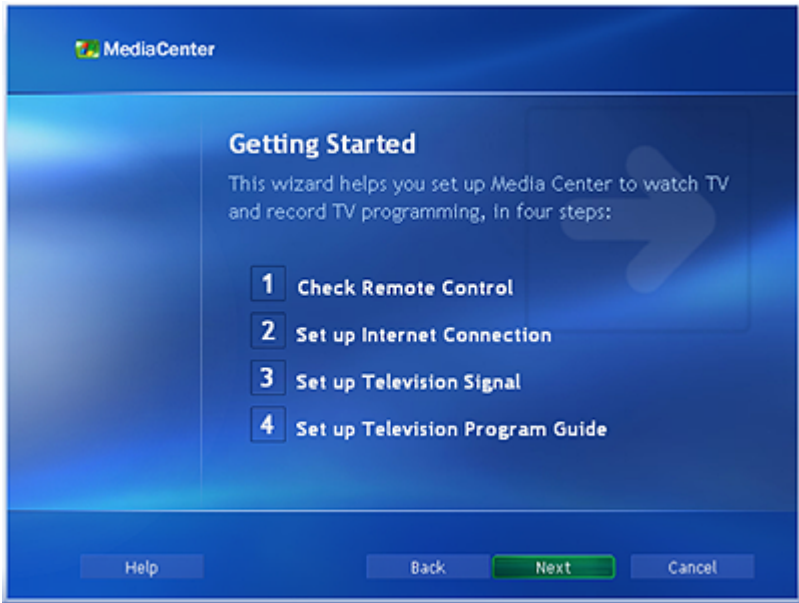 MediaCenter
Getting Started
This wizard helps you set up Media Center to watch TV
and record TV programming, in four steps:
1 Check Remote Control
2 Set up Internet Connection
3 Set up Television Signal
4 Set up Television Program Guide
Help Back Next Cancel